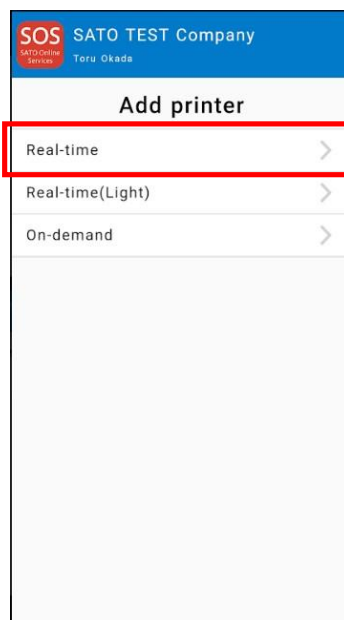 SOS
SATO Online
Services
SATO TEST Company
Toru Okada
Add printer
Real-time
Real-time(Light)
On-demand